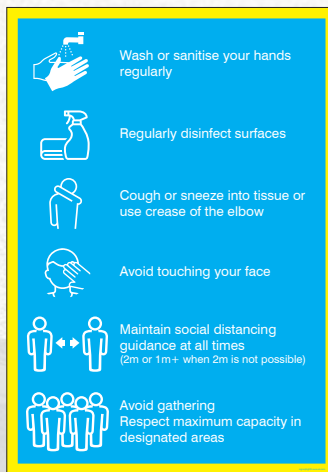 Wash or sanitise your hands
regularly
Regularly disinfect surfaces
Cough or sneeze into tissue or
use crease of the elbow
Avoid touching your face
Maintain social distancing
guidance at all times
(2m or 1m+ when 2m is not possible)
Avoid gathering
Respect maximum capacity in
designated areas